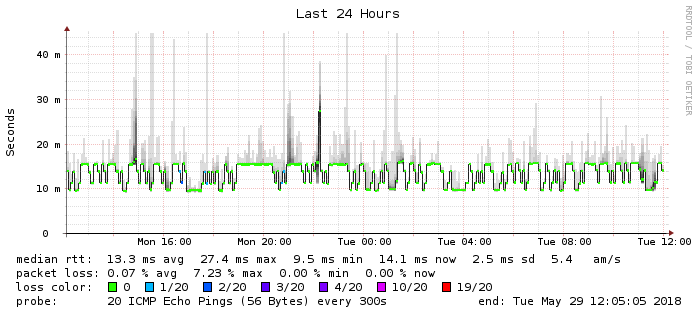 Last 24 Hours
RRDTOOL / TOBI OETIKER
Seconds
40 m
30 m
20 m
10 m
0
Mon 16:00 Mon 20:00 Tue 00:00 Tue 04:00 Tue 08:00 Tue 12:00
median rtt: 13.3 ms avg 27.4 ms max 9.5 ms min 14.1 ms now 2.5 ms sd 5.4 am/s
packet loss: 0.07 % avg 7.23 % max 0.00 % min 0.00 % now
loss color: 0 1/20 2/20 3/20 4/20 10/20 19/20
probe: 20 ICMP Echo Pings (56 Bytes) every 300s end: Tue May 29 12:05:05 2018